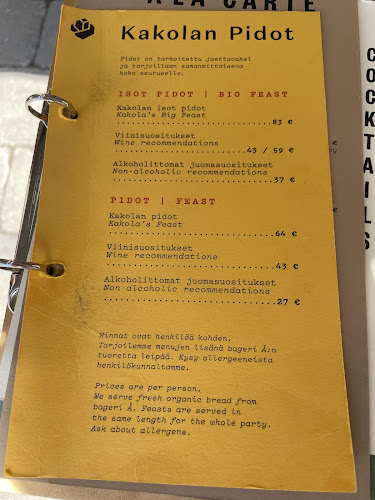 A LA CARTE
Kakolan Pidot
Pidot on tarkoitettu jaettavaksi
ja tarjoillaan samanmittaisena
koko seurueelle.
ISOT PIDOT | BIG FEAST
Kakolan isot pidot
Kakola's Big Feast
83 €
Viinisuositukset
Wine recommendations
43 / 59 €
Alkoholittomat juomasuositukset
Non-alcoholic recommendations
37 €
PIDOT | FEAST
Kakolan pidot
Kakola's Feast
64 €
Viinisuositukset
Wine recommendations
43 €
Alkoholittomat juomasuositukset
Non-alcoholic recommendations
27 €
Hinnat ovat henkilöä kohden.
Tarjoilemme menujen lisänä bageri Å:n
tuoretta leipää. Kysy allergeeneista
henkilökunnaltamme.
Prices are per person.
We serve fresh organic bread from
bageri Å. Feasts are served in
the same length for the whole party.
Ask about allergens.
COCKTAILS